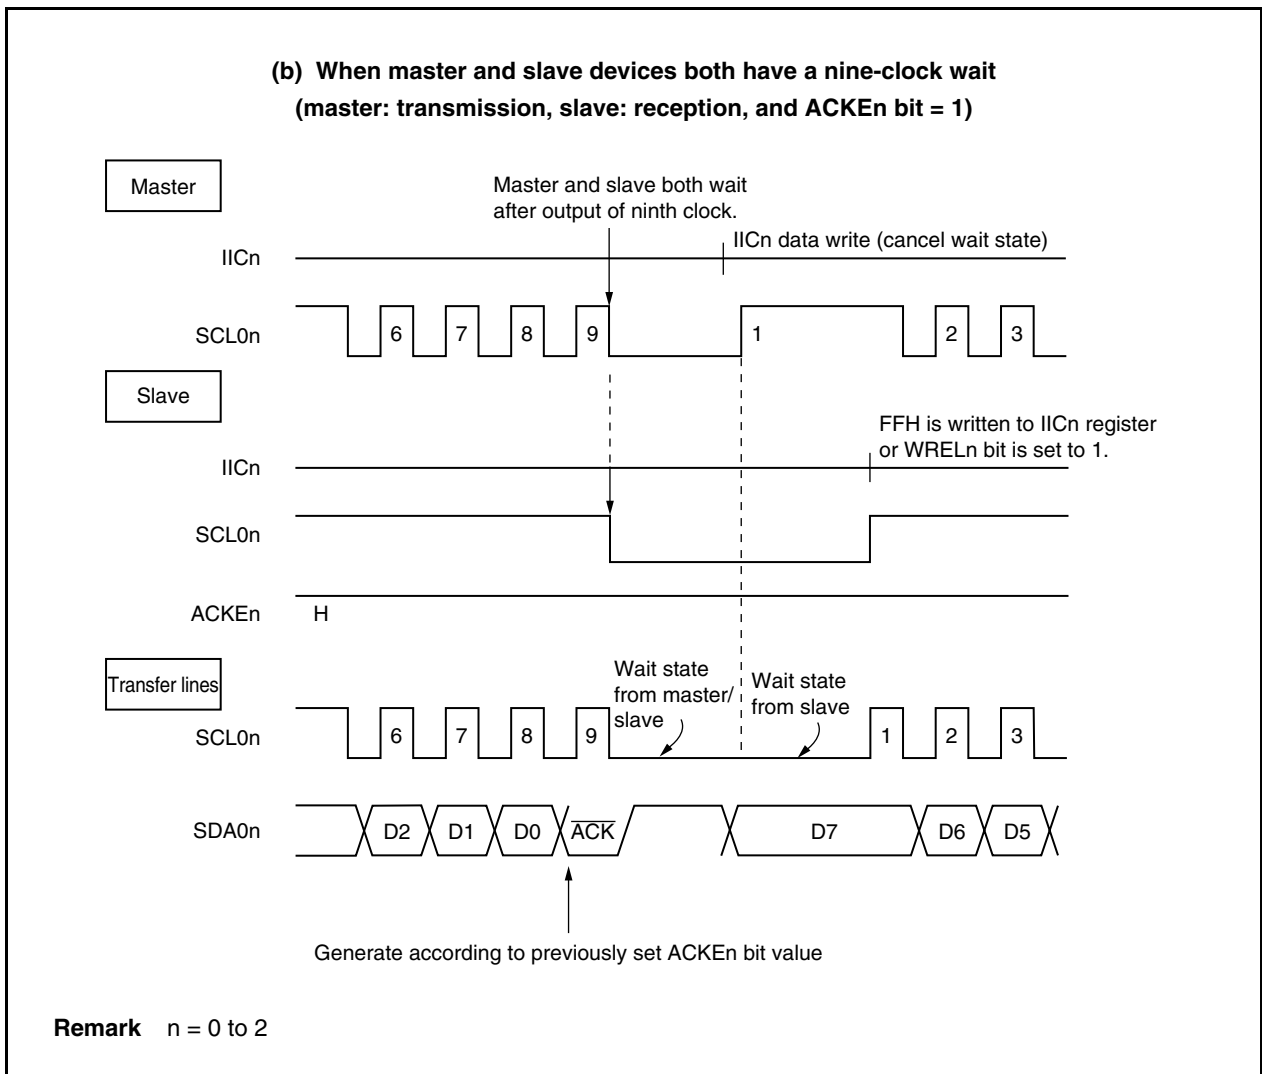 (b) When master and slave devices both have a nine-clock wait
(master: transmission, slave: reception, and ACKEn bit = 1)
Master
Master and slave both wait
after output of ninth clock.
IICn
IICn data write (cancel wait state)
SCL0n
6
7
8
9
1
2
3
Slave
FFH is written to IICn register
or WRELn bit is set to 1.
IICn
SCL0n
ACKEn
H
Transfer lines
Wait state
from master/
slave
Wait state
from slave
SCL0n
6
7
8
9
1
2
3
SDA0n
D2
D1
D0
ACK
D7
D6
D5
Generate according to previously set ACKEn bit value
Remark n = 0 to 2